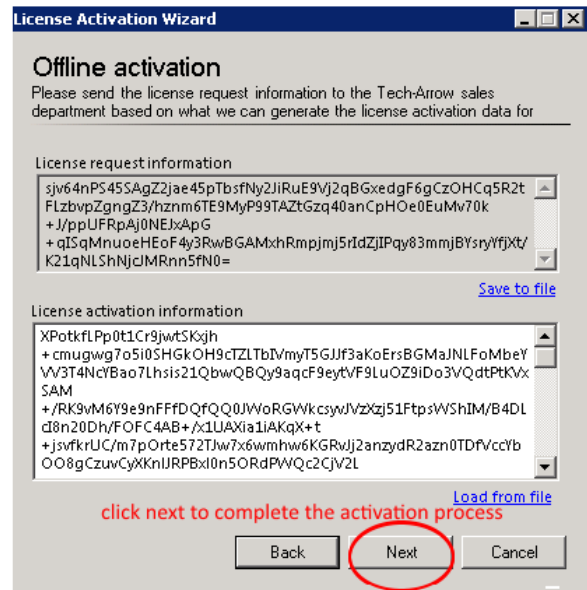 License Activation Wizard
Offline activation
Please send the license request information to the Tech-Arrow sales
department based on what we can generate the license activation data for
License request information
sjv64nPS45SAgZ2jae45pTbsfNy2JiRuE9Vj2qBGxedgF6gCzOHCq5R2t
FLzbvpZgngZ3/hznm6TE9MyP99TAZtGzq40anCpHOe0EuMv70k
+J/ppUFRpAj0NEJxApG
+qISqMnuoeHEoF4y3RwBGAMxhRmpjmj5rIdZjIPqy83mmjBYsryYfjXt/
K21qNLShNjcJMRnn5fN0=
Save to file
License activation information
XPotkfLPp0t1Cr9jwtSKxjh
+cmugwg7o5i0SHGkOH9cTZLTbIVmyT5GJJf3aKoErsBGMaJNLFoMbeY
VV3T4NcYBao7Lhsis21QbwQBQy9aqcF9eytVF9LuOZ9iDo3VQdtPtKVx
SAM
+/RK9vM6Y9e9nFFfDQfQQ0JWoRGWkcsyvJVzXzj51FtpsWShIM/B4DL
cI8n20Dh/FOFC4AB+/x1UAXia1iAKqX+t
+jsvfkrUC/m7pOrte572TJw7x6wmhw6KGRvJj2anzydR2azn0TDfVccYb
OO8gCzuvCyXKnIJRPBxI0n5ORdPWQc2CjV2L
Load from file
click next to complete the activation process
Back
Next
Cancel